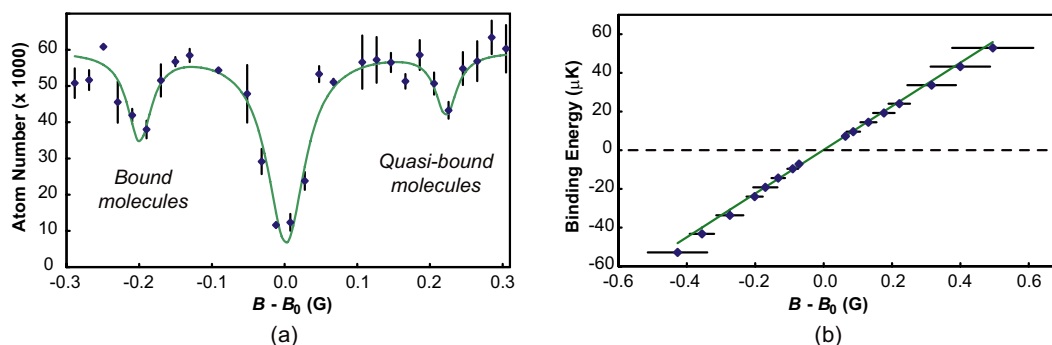 70
60
50
40
30
20
10
0
Atom Number (x 1000)
Bound
molecules
Quasi-bound
molecules
-0.3 -0.2 -0.1 0.0 0.1 0.2 0.3
B - B0 (G)
(a)
60
40
20
0
-20
-40
-60
Binding Energy (μK)
-0.6 -0.4 -0.2 0.0 0.2 0.4 0.6
B - B0 (G)
(b)